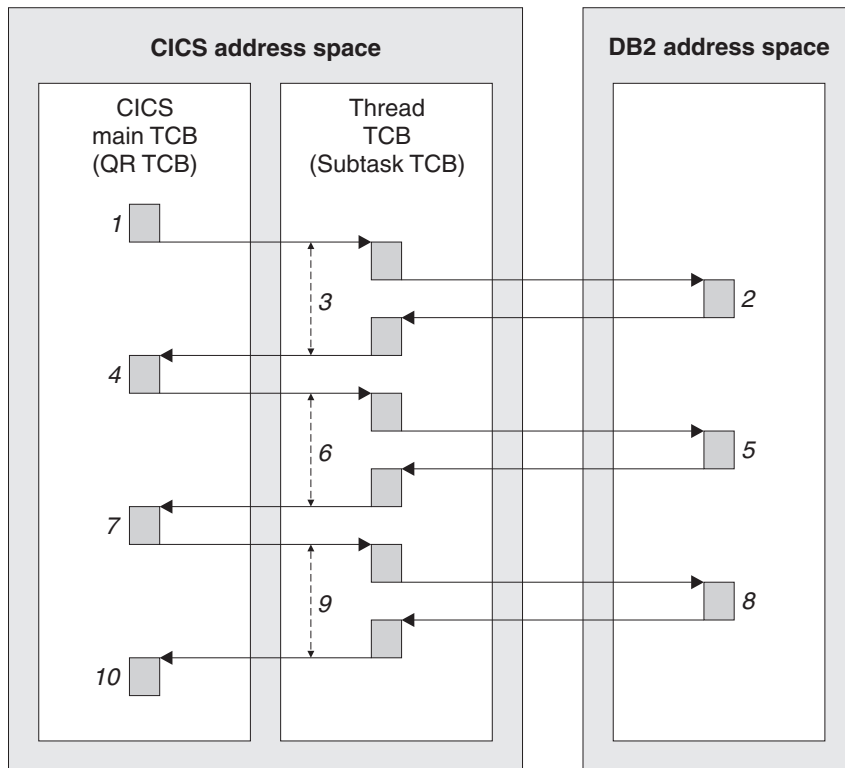 CICS address space
DB2 address space
CICS
main TCB
(QR TCB)
Thread
TCB
(Subtask TCB)
1
3
2
4
6
5
7
9
8
10